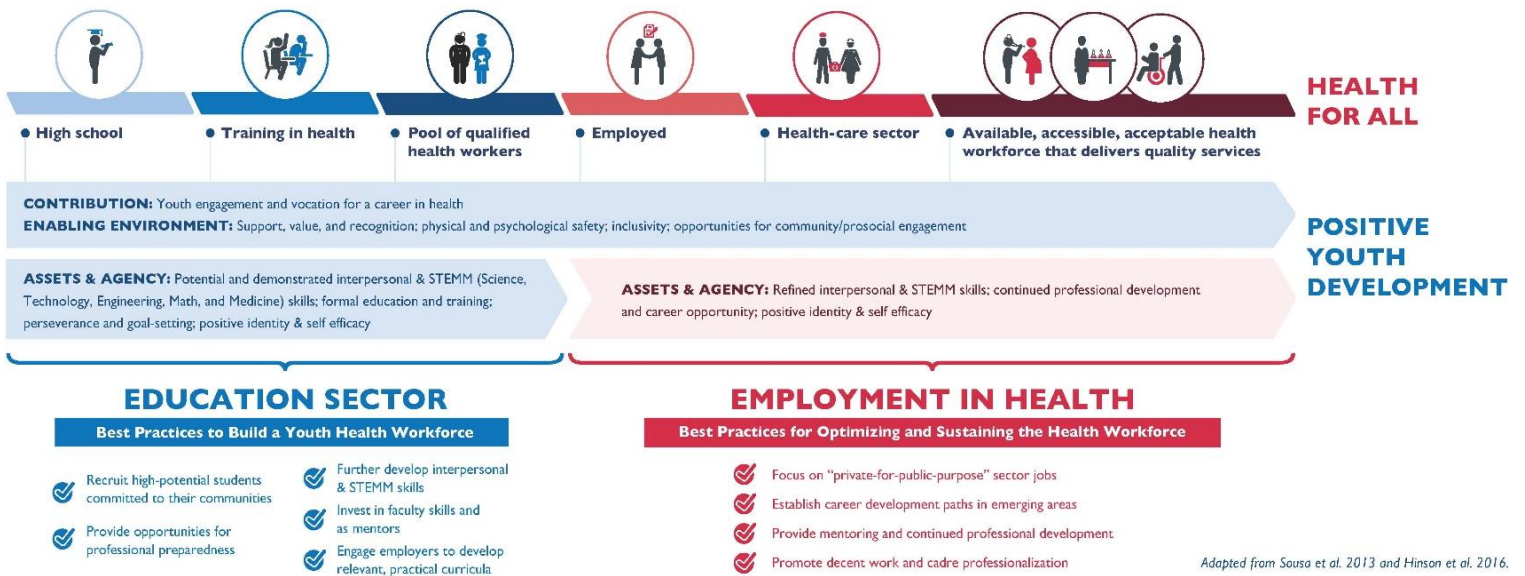 High school
Training in health
Pool of qualified
health workers
Employed
Health-care sector
Available, accessible, acceptable health
workforce that delivers quality services
HEALTH
FOR ALL
CONTRIBUTION: Youth engagement and vocation for a career in health
ENABLING ENVIRONMENT: Support, value, and recognition; physical and psychological safety; inclusivity; opportunities for community/prosocial engagement
POSITIVE
YOUTH
DEVELOPMENT
ASSETS & AGENCY: Potential and demonstrated interpersonal & STEMM (Science,
Technology, Engineering, Math, and Medicine) skills; formal education and training;
perseverance and goal-setting; positive identity & self efficacy
ASSETS & AGENCY: Refined interpersonal & STEMM skills; continued professional development
and career opportunity; positive identity & self efficacy
EDUCATION SECTOR
Best Practices to Build a Youth Health Workforce
Recruit high-potential students
committed to their communities
Provide opportunities for
professional preparedness
Further develop interpersonal
& STEMM skills
Invest in faculty skills and
as mentors
Engage employers to develop
relevant, practical curricula
EMPLOYMENT IN HEALTH
Best Practices for Optimizing and Sustaining the Health Workforce
Focus on “private-for-public-purpose” sector jobs
Establish career development paths in emerging areas
Provide mentoring and continued professional development
Promote decent work and cadre professionalization
Adapted from Sousa et al. 2013 and Hinson et al. 2016.